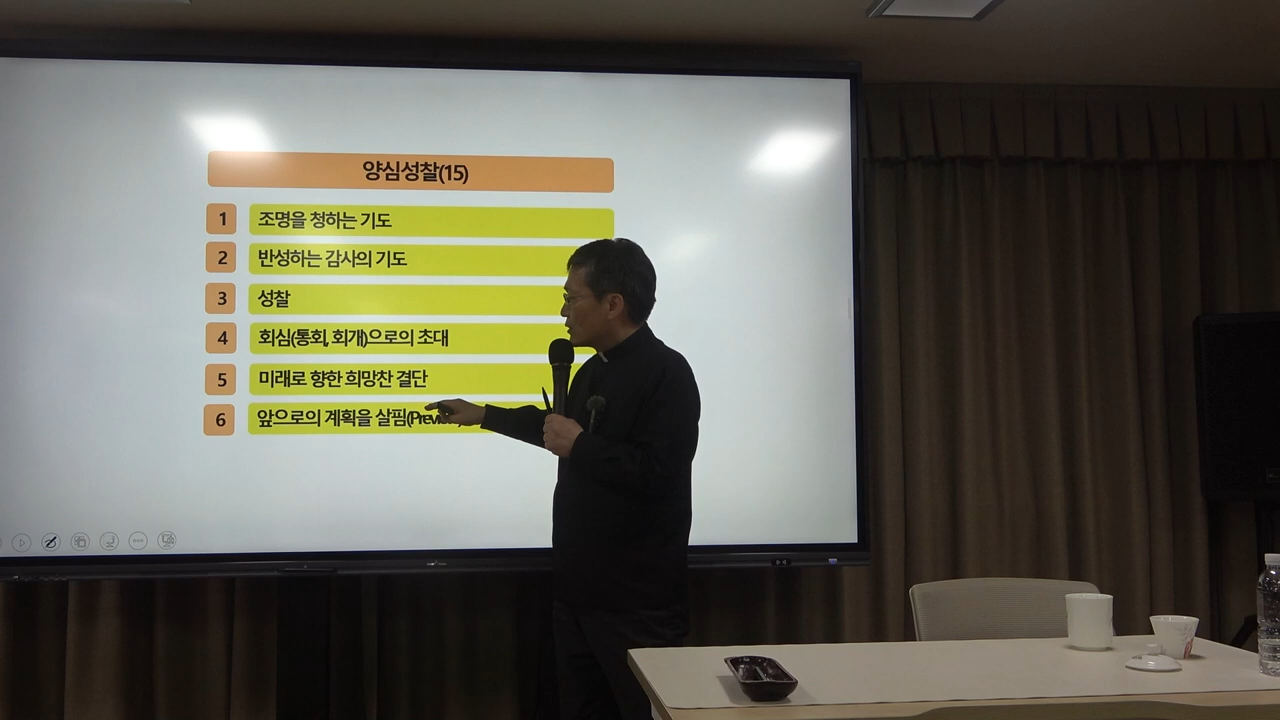 양심성찰(15)
1 조명을 청하는 기도
2 반성하는 감사의 기도
3 성찰
4 회심(통회, 회개)으로의 초대
5 미래로 향한 희망찬 결단
6 앞으로의 계획을 살핌